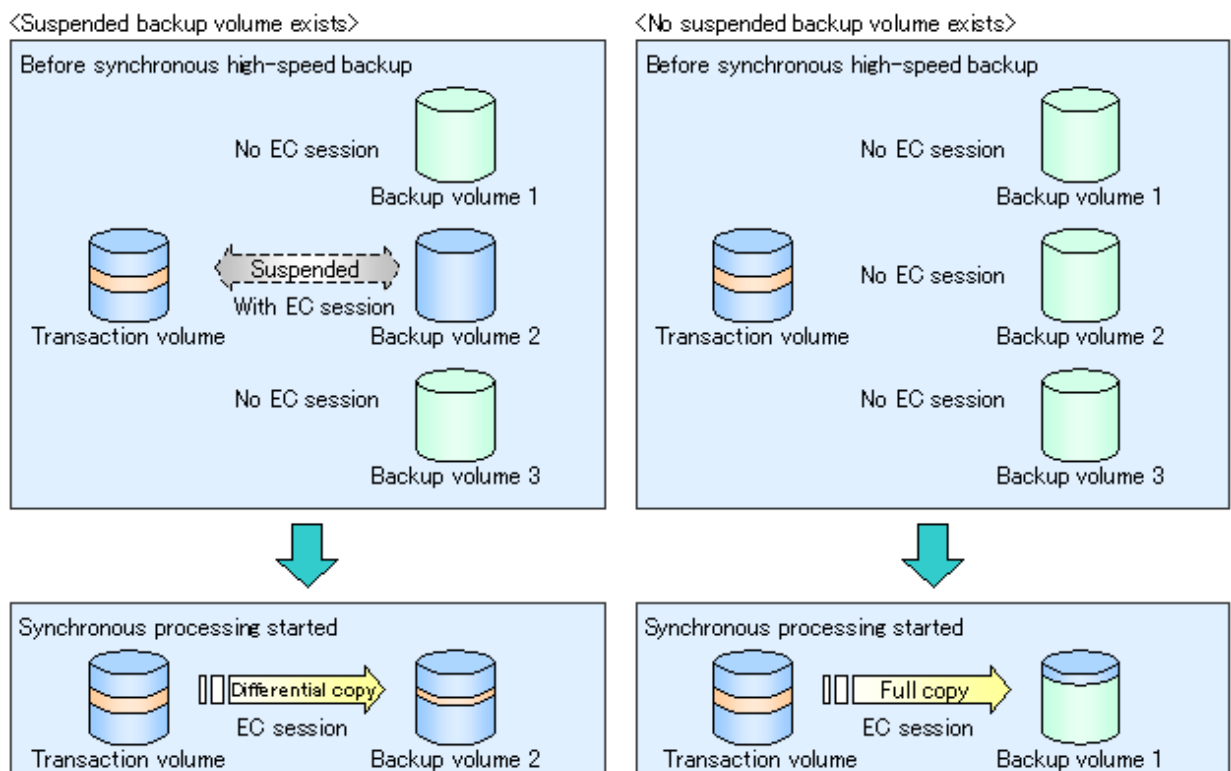 <Suspended backup volume exists>
Before synchronous high-speed backup
No EC session
Backup volume 1
Suspended
With EC session
Transaction volume
Backup volume 2
No EC session
Backup volume 3
Synchronous processing started
Differential copy
EC session
Transaction volume
Backup volume 2
<No suspended backup volume exists>
Before synchronous high-speed backup
No EC session
Backup volume 1
No EC session
Transaction volume
Backup volume 2
No EC session
Backup volume 3
Synchronous processing started
Full copy
EC session
Transaction volume
Backup volume 1